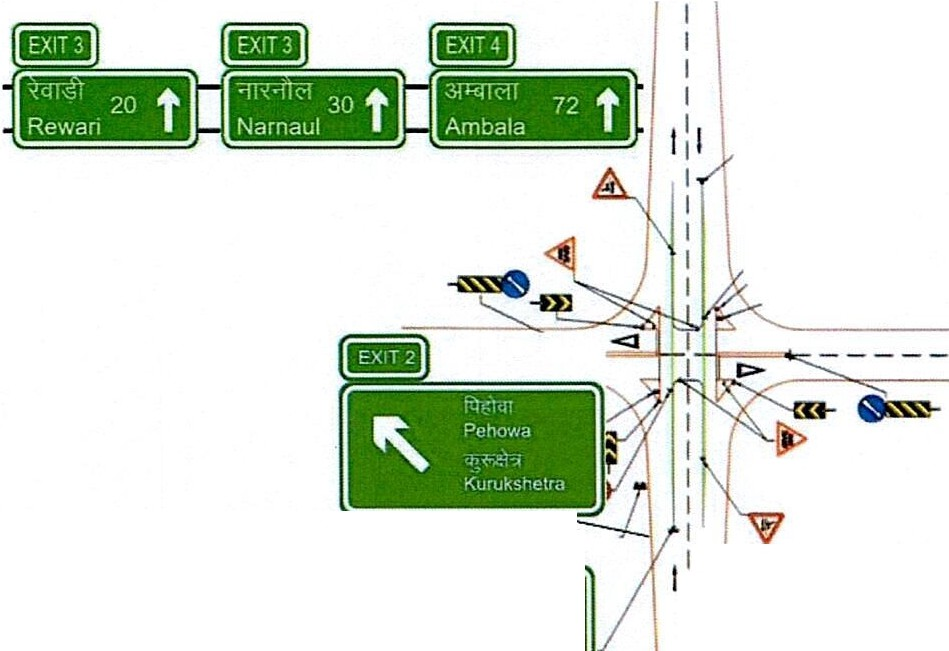 EXIT 3
रेवाडी 20
Rewari
EXIT 3
नारनौल 30
Narnaul
EXIT 4
अम्बाला 72
Ambala
EXIT 2
पिहोवा
Pehowa
कुरूक्षेत्र
Kurukshetra